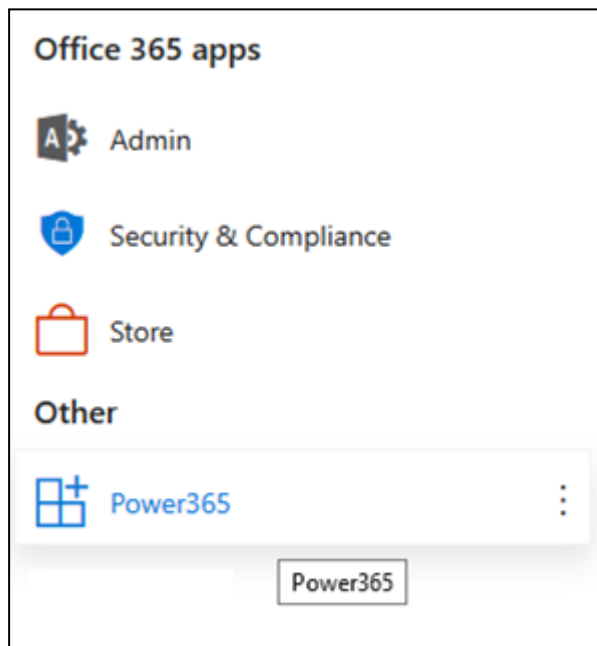 Office 365 apps
Admin
Security & Compliance
Store
Other
Power365
Power365